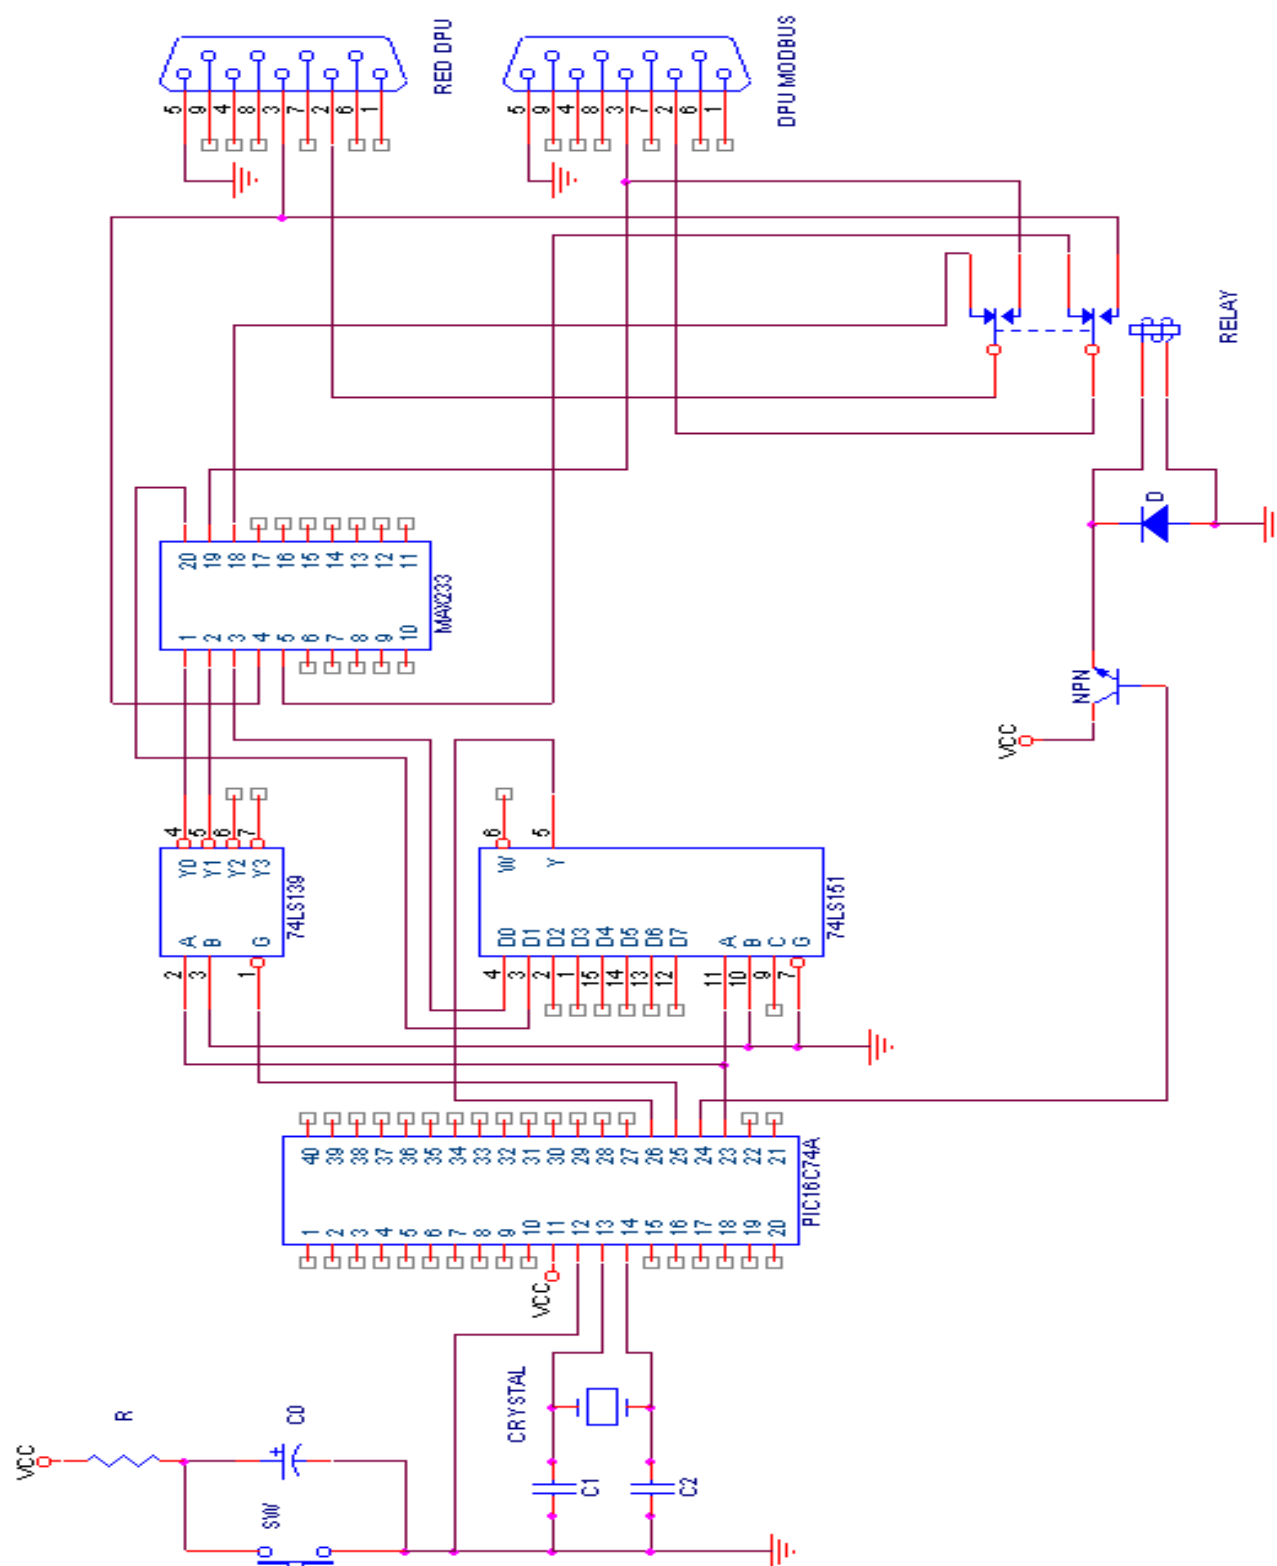 RED DPU
5 9 4 8 3 7 2 6 1
DPU MODBUS
5 9 4 8 3 7 2 6 1
RELAY
D
NPN
VCC
MAX233
20 19 18 17 16 15 14 13 12 11
1 2 3 4 5 6 7 8 9 10
74LS139
4 5 6 7
Y0 Y1 Y2 Y3
A B G
2 3 1
74LS151
6 5
W Y
D0 D1 D2 D3 D4 D5 D6 D7 A B C G
4 3 2 1 15 14 13 12 11 10 9 7
PIC16C74A
40 39 38 37 36 35 34 33 32 31 30 29 28 27 26 25 24 23 22 21
1 2 3 4 5 6 7 8 9 10 11 12 13 14 15 16 17 18 19 20
VCC
CRYSTAL
C1
C2
VCC
R
C0
+
SW